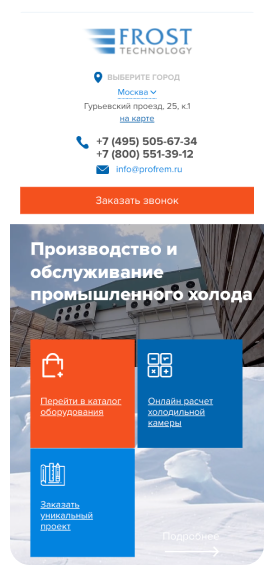 FROST
TECHNOLOGY
ВЫБЕРИТЕ ГОРОД
Москва
Гурьевский проезд, 25, к.1
на карте
+7 (495) 505-67-34
+7 (800) 551-39-12
info@profrem.ru
Заказать звонок
Производство и
обслуживание
промышленного холода
Перейти в каталог
оборудования
Онлайн расчет
холодильной
камеры
Заказать
уникальный
проект
Подробнее